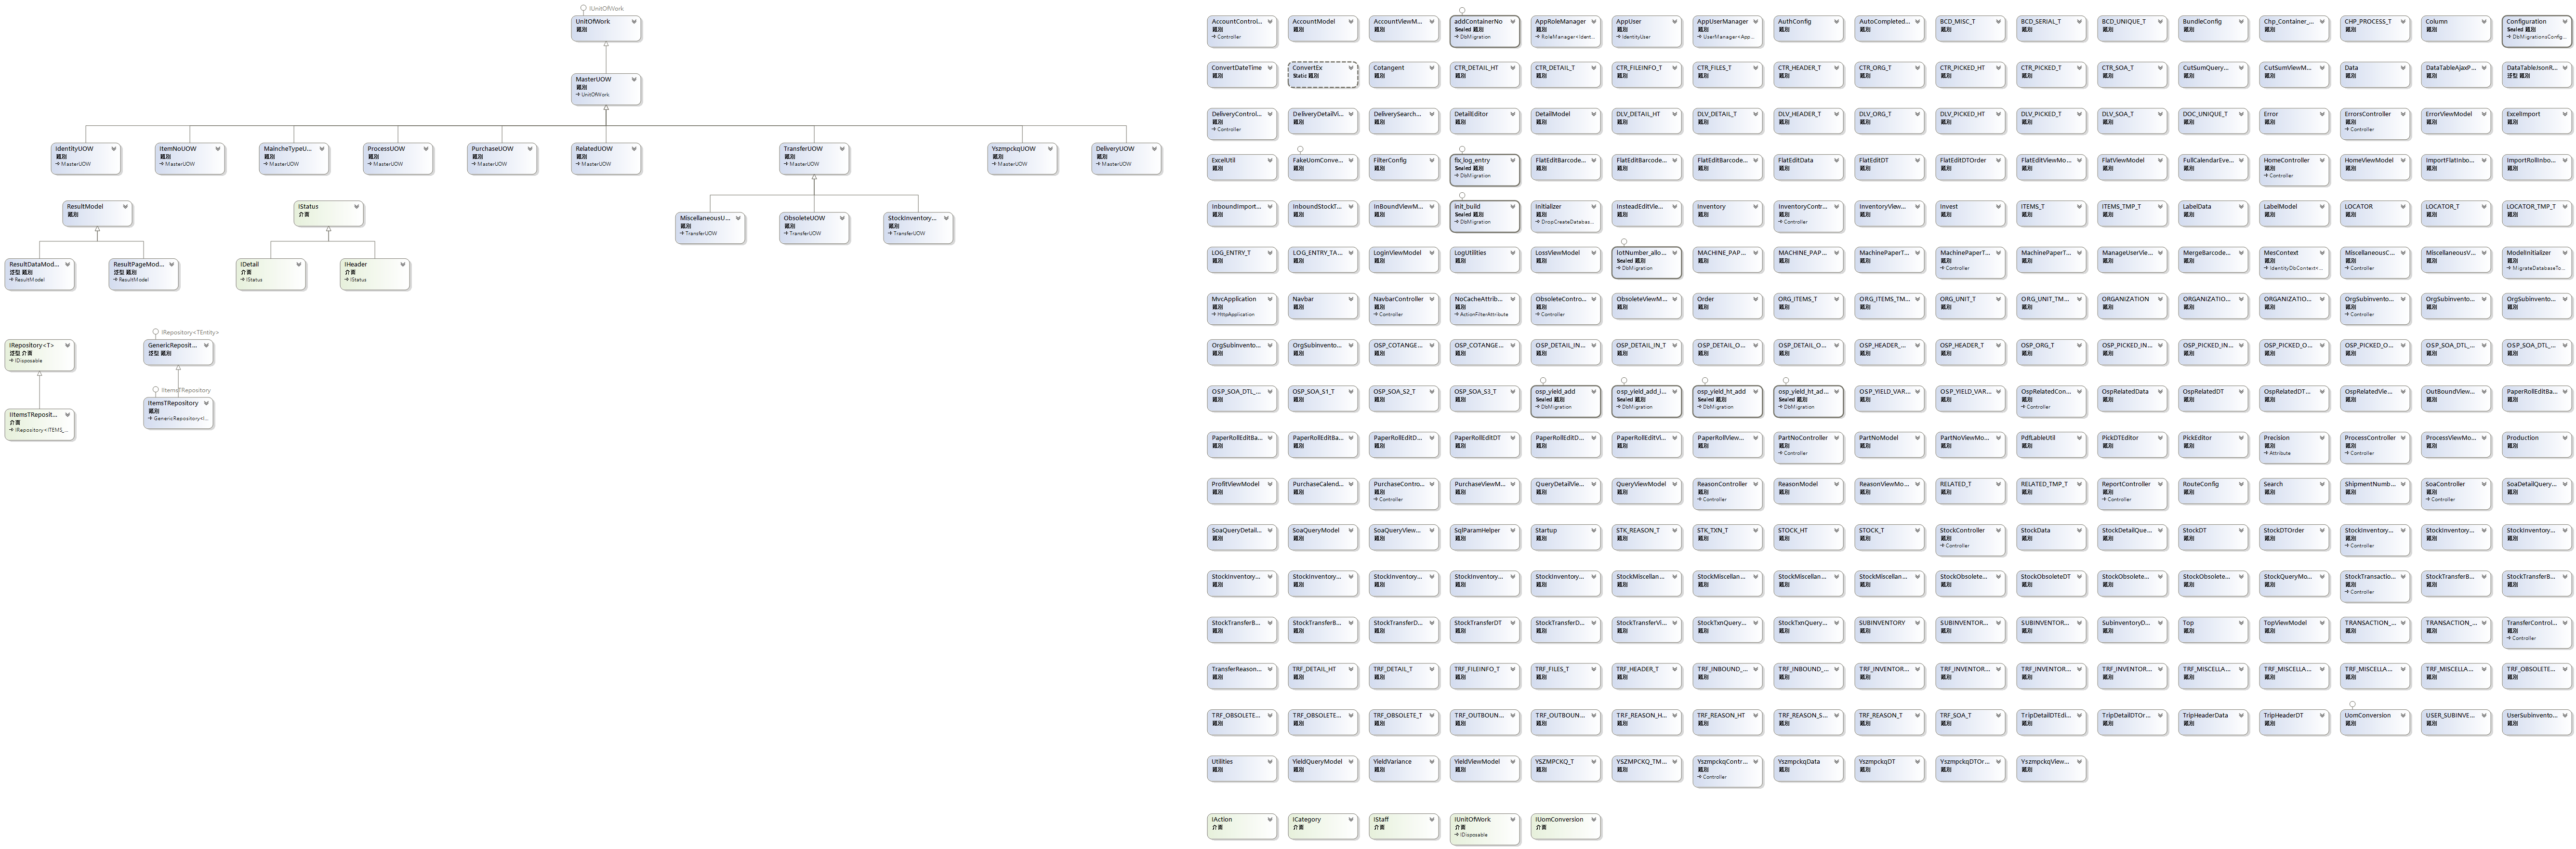 IUnitOfWork
UnitOfWork
類別
MasterUOW
類別
→ UnitOfWork
IdentityUOW ItemNoUOW MaincheTypeU... ProcessUOW PurchaseUOW RelatedUOW TransferUOW YszmpckqUOW DeliveryUOW
類別 類別 類別 類別 類別 類別 類別 類別 類別
→ MasterUOW → MasterUOW → MasterUOW → MasterUOW → MasterUOW → MasterUOW → MasterUOW → MasterUOW → MasterUOW
ResultModel IStatus
類別 介面
MiscellaneousU... ObsoleteUOW StockInventory...
類別 類別 類別
→ TransferUOW → TransferUOW → TransferUOW
ResultDataMod... ResultPageMod... IDetail IHeader
泛型 類別 泛型 類別 介面 介面
→ ResultModel → ResultModel → IStatus → IStatus
IRepository<TEntity>
IRepository<T> GenericReposit...
泛型 介面 泛型 類別
→ IDisposable
IItemsTRepository
IItemsTReposit... ItemsTRepository
介面 類別
→ IRepository<ITEMS_... → GenericRepository<I...
AccountControl... AccountModel AccountViewM... addContainerNo AppRoleManager AppUser AppUserManager AuthConfig AutoCompleted... BCD_MISC_T BCD_SERIAL_T BCD_UNIQUE_T BundleConfig Chp_Container_... CHP_PROCESS_T Column Configuration
類別 類別 類別 Sealed 類別 類別 類別 類別 類別 類別 類別 類別 類別 類別 類別 類別 類別 Sealed 類別
→ Controller → DbMigration → RoleManager<Ident... → IdentityUser → UserManager<App... → DbMigrationsConfig...
ConvertDateTime ConvertEx Cotangent CTR_DETAIL_HT CTR_DETAIL_T CTR_FILEINFO_T CTR_FILES_T CTR_HEADER_T CTR_ORG_T CTR_PICKED_HT CTR_PICKED_T CTR_SOA_T CutSumQuery... CutSumViewM... Data DataTableAjaxP... DataTableJsonR...
類別 Static 類別 類別 類別 類別 類別 類別 類別 類別 類別 類別 類別 類別 類別 類別 類別 泛型 類別
DeliveryControl... DeliveryDetailVi... DeliverySearch... DetailEditor DetailModel DLV_DETAIL_HT DLV_DETAIL_T DLV_HEADER_T DLV_ORG_T DLV_PICKED_HT DLV_PICKED_T DLV_SOA_T DOC_UNIQUE_T Error ErrorsController ErrorViewModel ExcelImport
類別 類別 類別 類別 類別 類別 類別 類別 類別 類別 類別 類別 類別 類別 類別 類別 類別
→ Controller → Controller
ExcelUtil FakeUomConve... FilterConfig fix_log_entry FlatEditBarcode... FlatEditBarcode... FlatEditBarcode... FlatEditData FlatEditDT FlatEditDTOrder FlatEditViewMo... FlatViewModel FullCalendarEve... HomeController HomeViewModel ImportFlatInbo... ImportRollInbo...
類別 類別 類別 Sealed 類別 類別 類別 類別 類別 類別 類別 類別 類別 類別 類別 類別 類別 類別
→ DbMigration → Controller
InboundImport... InboundStockT... InBoundViewM... init_build Initializer InsteadEditVie... Inventory InventoryContr... InventoryView... Invest ITEMS_T ITEMS_TMP_T LabelData LabelModel LOCATOR LOCATOR_T LOCATOR_TMP_T
類別 類別 類別 Sealed 類別 類別 類別 類別 類別 類別 類別 類別 類別 類別 類別 類別 類別 類別
→ DbMigration → DropCreateDatabas... → Controller
LOG_ENTRY_T LOG_ENTRY_TA... LoginViewModel LogUtilities LossViewModel lotNumber_allo... MACHINE_PAP... MACHINE_PAP... MachinePaperT... MachinePaperT... MachinePaperT... ManageUserVie... MergeBarcode... MesContext MiscellaneousC... MiscellaneousV... ModelInitializer
類別 類別 類別 類別 類別 Sealed 類別 類別 類別 類別 類別 類別 類別 類別 類別 類別 類別 類別
→ DbMigration → Controller → IdentityDbContext<... → Controller → MigrateDatabaseTo...
MvcApplication Navbar NavbarController NoCacheAttrib... ObsoleteContro... ObsoleteViewM... Order ORG_ITEMS_T ORG_ITEMS_TM... ORG_UNIT_T ORG_UNIT_TM... ORGANIZATION ORGANIZATIO... ORGANIZATIO... OrgSubinvento... OrgSubinvento... OrgSubinvento...
類別 類別 類別 類別 類別 類別 類別 類別 類別 類別 類別 類別 類別 類別 類別 類別 類別
→ HttpApplication → Controller → ActionFilterAttribute → Controller → Controller
OrgSubinvento... OrgSubinvento... OSP_COTANGE... OSP_COTANGE... OSP_DETAIL_IN... OSP_DETAIL_IN_T OSP_DETAIL_O... OSP_DETAIL_O... OSP_HEADER_... OSP_HEADER_T OSP_ORG_T OSP_PICKED_IN... OSP_PICKED_IN... OSP_PICKED_O... OSP_PICKED_O... OSP_SOA_DTL_... OSP_SOA_DTL_...
類別 類別 類別 類別 類別 類別 類別 類別 類別 類別 類別 類別 類別 類別 類別 類別 類別
OSP_SOA_DTL_... OSP_SOA_S1_T OSP_SOA_S2_T OSP_SOA_S3_T osp_yield_add osp_yield_add_i... osp_yield_ht_add osp_yield_ht_ad... OSP_YIELD_VAR... OSP_YIELD_VAR... OspRelatedCon... OspRelatedData OspRelatedDT OspRelatedDT... OspRelatedVie... OutBoundView... PaperRollEditBa...
類別 類別 類別 類別 Sealed 類別 Sealed 類別 Sealed 類別 Sealed 類別 類別 類別 類別 類別 類別 類別 類別 類別 類別
→ DbMigration → DbMigration → DbMigration → DbMigration → Controller
PaperRollEditBa... PaperRollEditBa... PaperRollEditD... PaperRollEditDT PaperRollEditD... PaperRollEditVi... PaperRollView... PartNoController PartNoModel PartNoViewMo... PdfLableUtil PickDTEditor PickEditor Precision ProcessController ProcessViewMo... Production
類別 類別 類別 類別 類別 類別 類別 類別 類別 類別 類別 類別 類別 類別 類別 類別 類別
→ Controller → Attribute → Controller
ProfitViewModel PurchaseCalend... PurchaseContro... PurchaseViewM... QueryDetailVie... QueryViewModel ReasonController ReasonModel ReasonViewMo... RELATED_T RELATED_TMP_T ReportController RouteConfig Search ShipmentNumb... SoaController SoaDetailQuery...
類別 類別 類別 類別 類別 類別 類別 類別 類別 類別 類別 類別 類別 類別 類別 類別 類別
→ Controller → Controller → Controller → Controller
SoaQueryDetail... SoaQueryModel SoaQueryView... SqlParamHelper Startup STK_REASON_T STK_TXN_T STOCK_HT STOCK_T StockController StockData StockDetailQue... StockDT StockDTOrder StockInventory... StockInventory... StockInventory...
類別 類別 類別 類別 類別 類別 類別 類別 類別 類別 類別 類別 類別 類別 類別 類別 類別
→ Controller → Controller
StockInventory... StockInventory... StockInventory... StockInventory... StockInventory... StockMiscellan... StockMiscellan... StockMiscellan... StockMiscellan... StockObsolete... StockObsoleteDT StockObsolete... StockObsolete... StockQueryMo... StockTransactio... StockTransferB... StockTransferB...
類別 類別 類別 類別 類別 類別 類別 類別 類別 類別 類別 類別 類別 類別 類別 類別 類別
→ Controller
StockTransferB... StockTransferB... StockTransferD... StockTransferDT StockTransferD... StockTransferVi... StockTxnQuery... StockTxnQuery... SUBINVENTORY SUBINVENTOR... SUBINVENTOR... SubinventoryD... Top TopViewModel TRANSACTION_... TRANSACTION_... TransferControl...
類別 類別 類別 類別 類別 類別 類別 類別 類別 類別 類別 類別 類別 類別 類別 類別 類別
→ Controller
TransferReason... TRF_DETAIL_HT TRF_DETAIL_T TRF_FILEINFO_T TRF_FILES_T TRF_HEADER_T TRF_INBOUND_... TRF_INBOUND_... TRF_INVENTOR... TRF_INVENTOR... TRF_INVENTOR... TRF_INVENTOR... TRF_MISCELLA... TRF_MISCELLA... TRF_MISCELLA... TRF_MISCELLA... TRF_OBSOLETE...
類別 類別 類別 類別 類別 類別 類別 類別 類別 類別 類別 類別 類別 類別 類別 類別 類別
TRF_OBSOLETE... TRF_OBSOLETE... TRF_OBSOLETE_T TRF_OUTBOUN... TRF_OUTBOUN... TRF_REASON_H... TRF_REASON_HT TRF_REASON_S... TRF_REASON_T TRF_SOA_T TripDetailDTEdi... TripDetailDTOr... TripHeaderData TripHeaderDT UomConversion USER_SUBINVE... UserSubinvento...
類別 類別 類別 類別 類別 類別 類別 類別 類別 類別 類別 類別 類別 類別 類別 類別 類別
Utilities YieldQueryModel YieldVariance YieldViewModel YSZMPCKQ_T YSZMPCKQ_TM... YszmpckqContr... YszmpckqData YszmpckqDT YszmpckqDTOr... YszmpckqView...
類別 類別 類別 類別 類別 類別 類別 類別 類別 類別 類別
→ Controller
IAction ICategory IStaff IUnitOfWork IUomConversion
介面 介面 介面 介面 介面
→ IDisposable